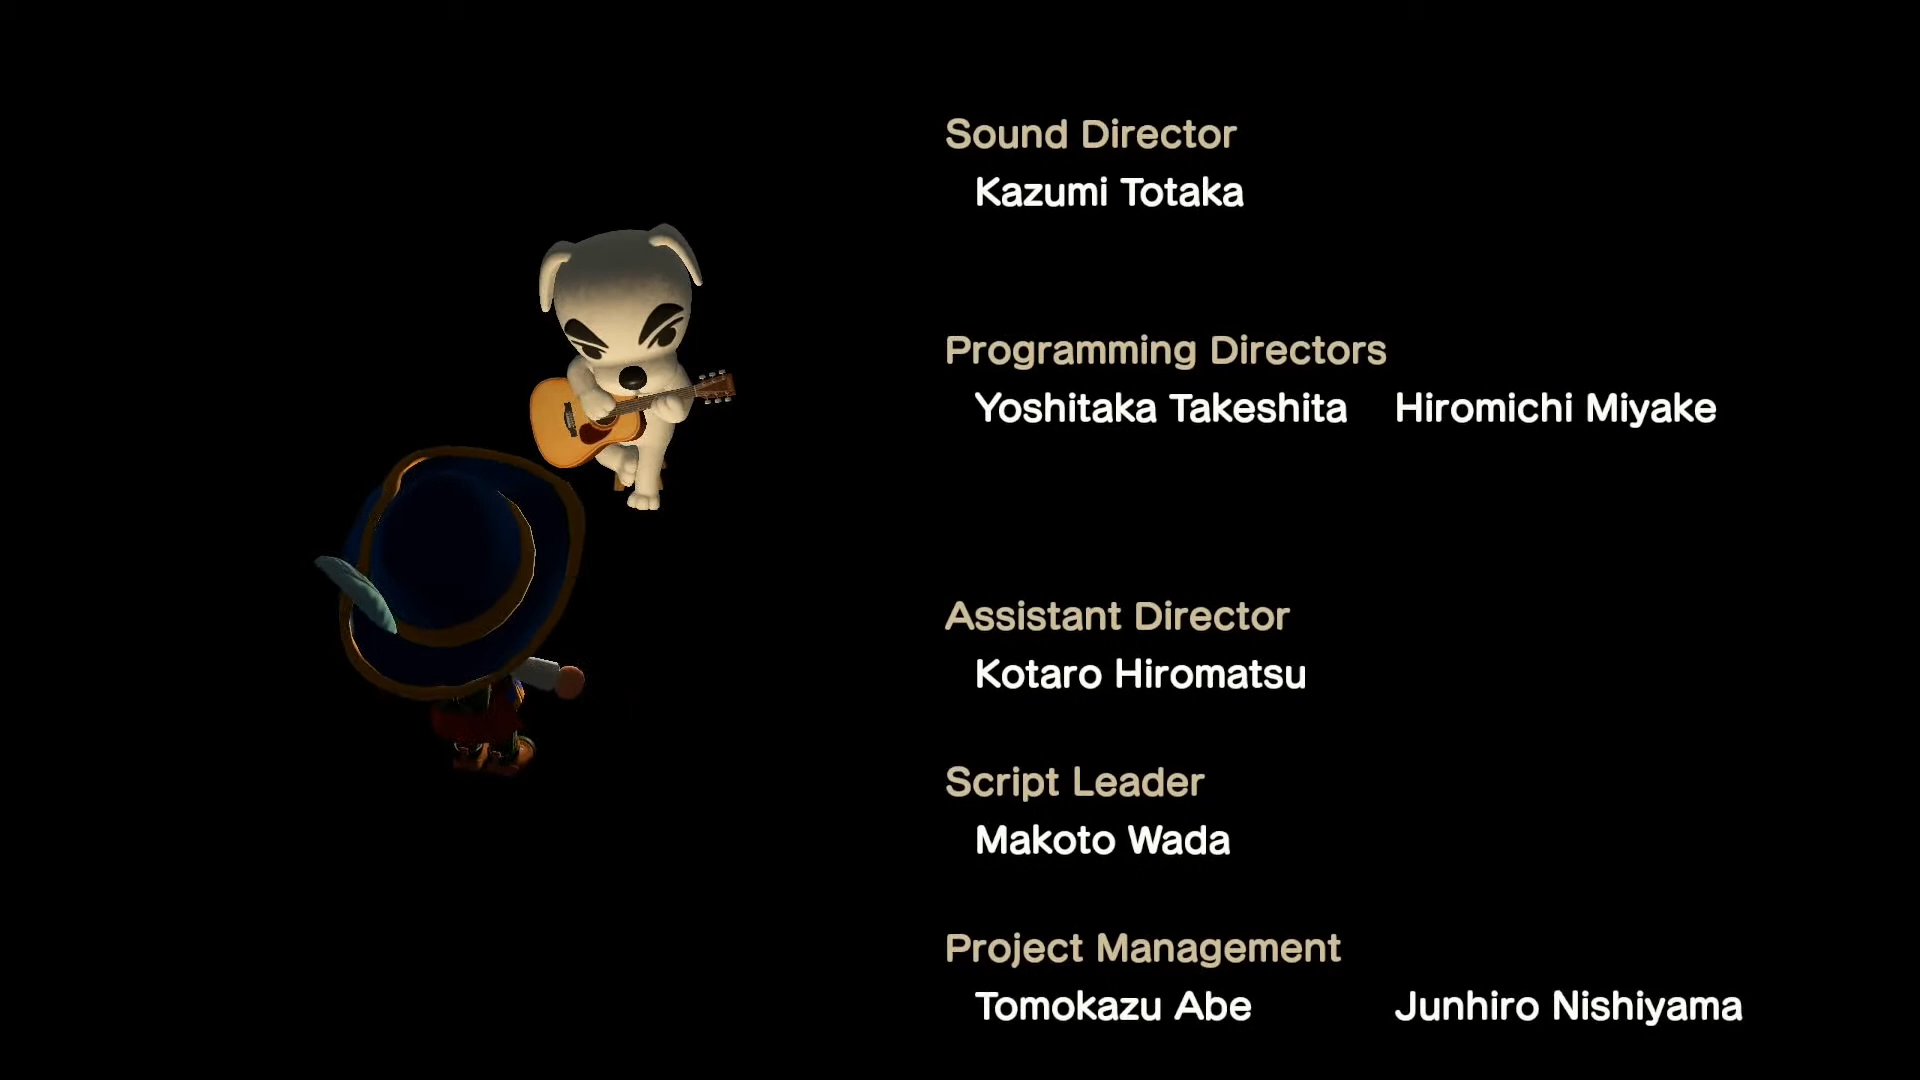 Sound Director
Kazumi Totaka
Programming Directors
Yoshitaka Takeshita Hiromichi Miyake
Assistant Director
Kotaro Hiromatsu
Script Leader
Makoto Wada
Project Management
Tomokazu Abe Junhiro Nishiyama